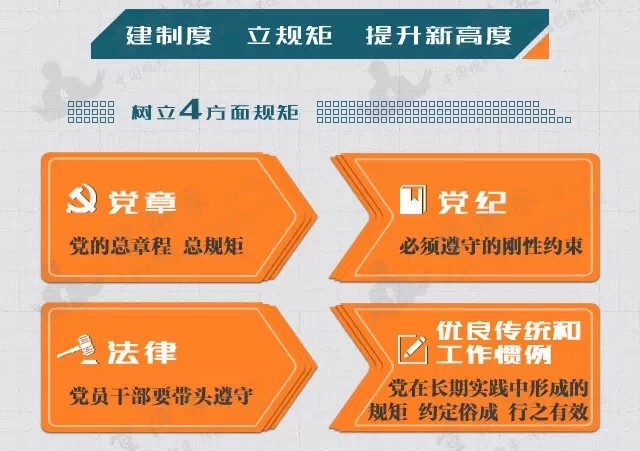 建制度 立规矩 提升新高度
树立4方面规矩
党章
党的总章程 总规矩
党纪
必须遵守的刚性约束
法律
党员干部要带头遵守
优良传统和
工作惯例
党在长期实践中形成的
规矩 约定俗成 行之有效